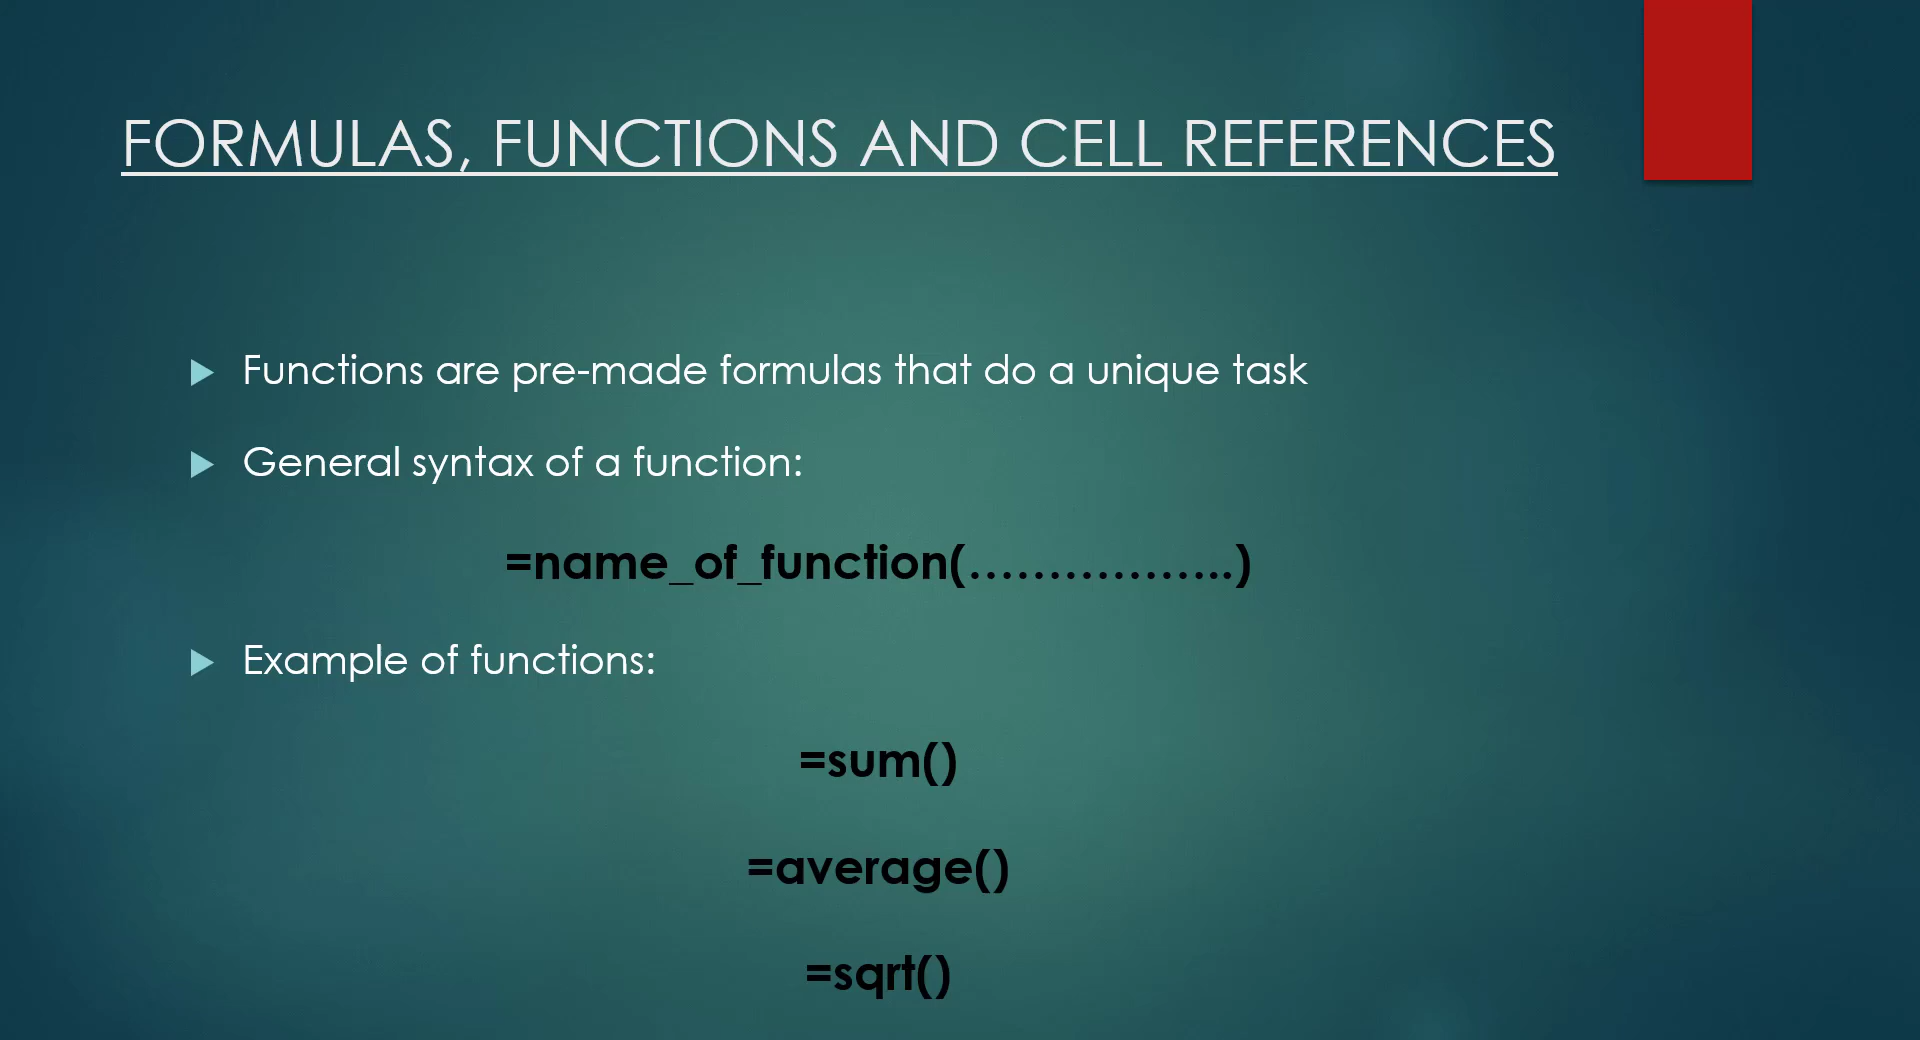 FORMULAS, FUNCTIONS AND CELL REFERENCES
Functions are pre-made formulas that do a unique task
General syntax of a function:
=name_of_function(………………..)
Example of functions:
=sum()
=average()
=sqrt()